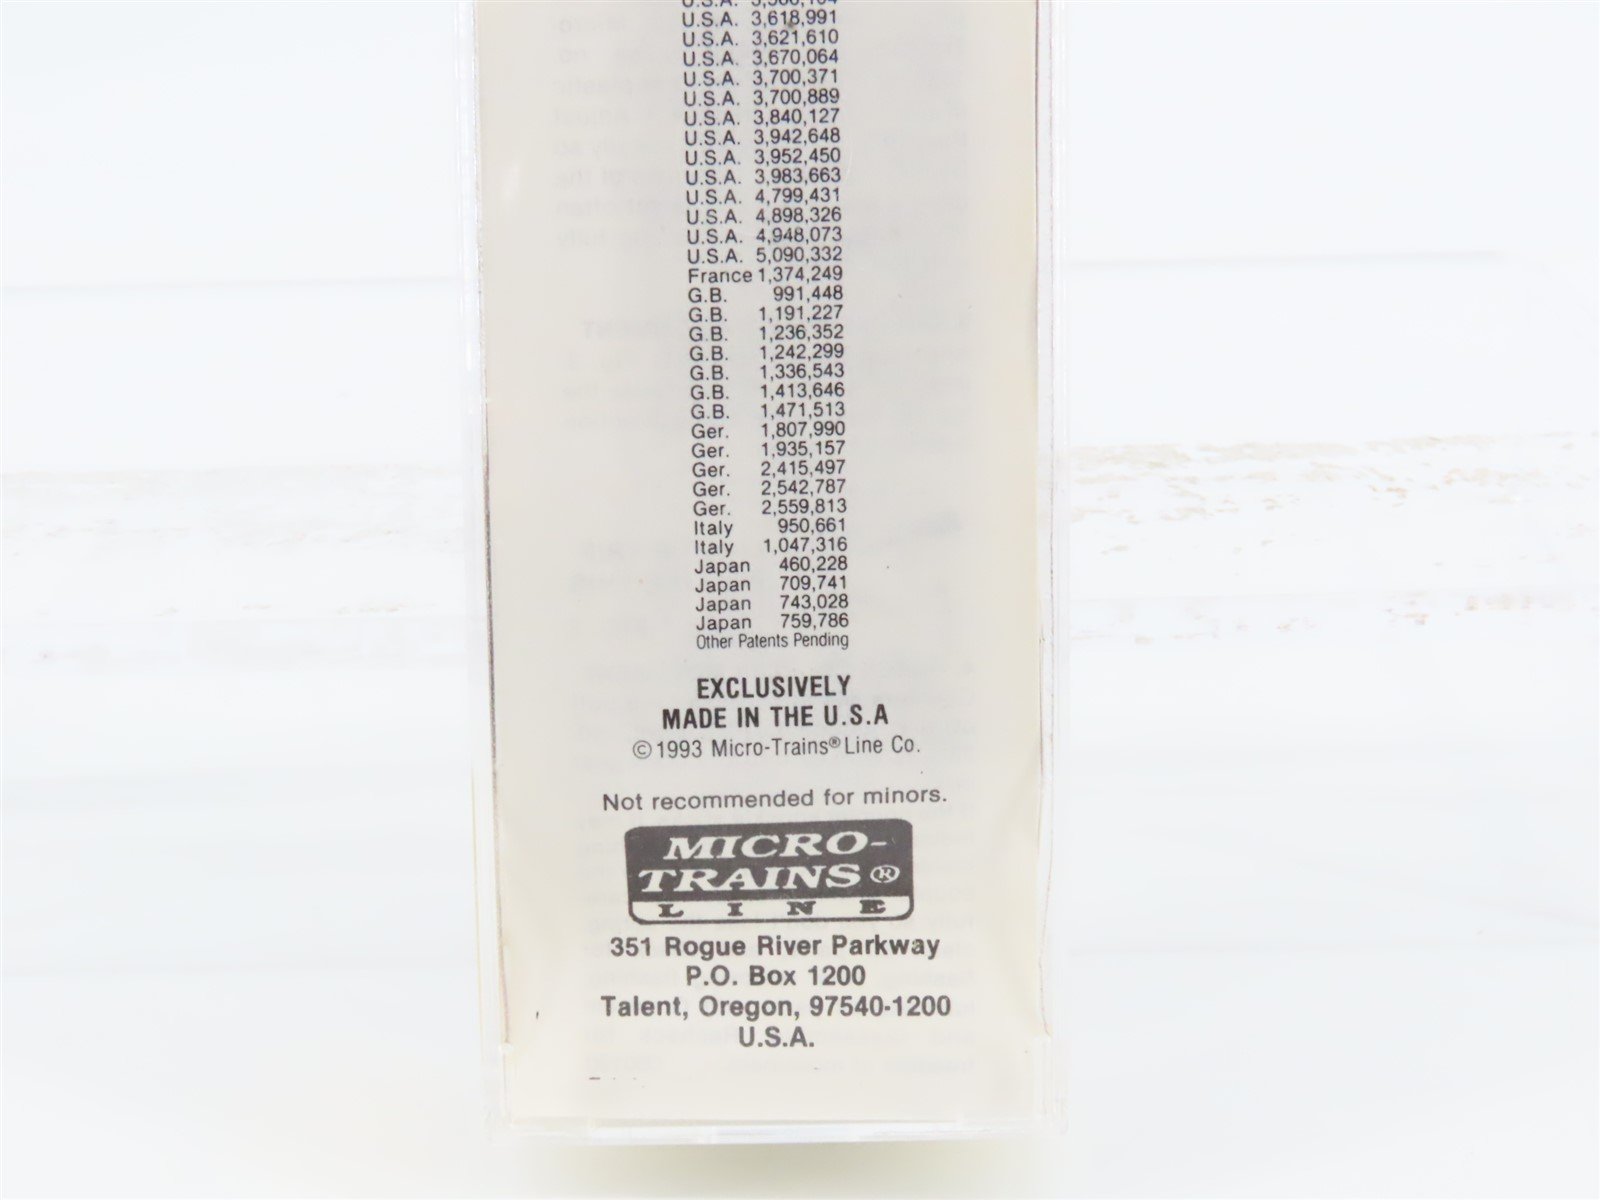 U.S.A. 3,618,991
U.S.A. 3,621,610
U.S.A. 3,670,064
U.S.A. 3,700,371
U.S.A. 3,700,889
U.S.A. 3,840,127
U.S.A. 3,942,648
U.S.A. 3,952,450
U.S.A. 3,983,663
U.S.A. 4,799,431
U.S.A. 4,898,326
U.S.A. 4,948,073
U.S.A. 5,090,332
France 1,374,249
G.B. 991,448
G.B. 1,191,227
G.B. 1,236,352
G.B. 1,242,299
G.B. 1,336,543
G.B. 1,413,646
G.B. 1,471,513
Ger. 1,807,990
Ger. 1,935,157
Ger. 2,415,497
Ger. 2,542,787
Ger. 2,559,813
Italy 950,661
Italy 1,047,316
Japan 460,228
Japan 709,741
Japan 743,028
Japan 759,786
Other Patents Pending
EXCLUSIVELY
MADE IN THE U.S.A
©1993 Micro-Trains® Line Co.
Not recommended for minors.
MICRO-
TRAINS®
LINE
351 Rogue River Parkway
P.O. Box 1200
Talent, Oregon, 97540-1200
U.S.A.